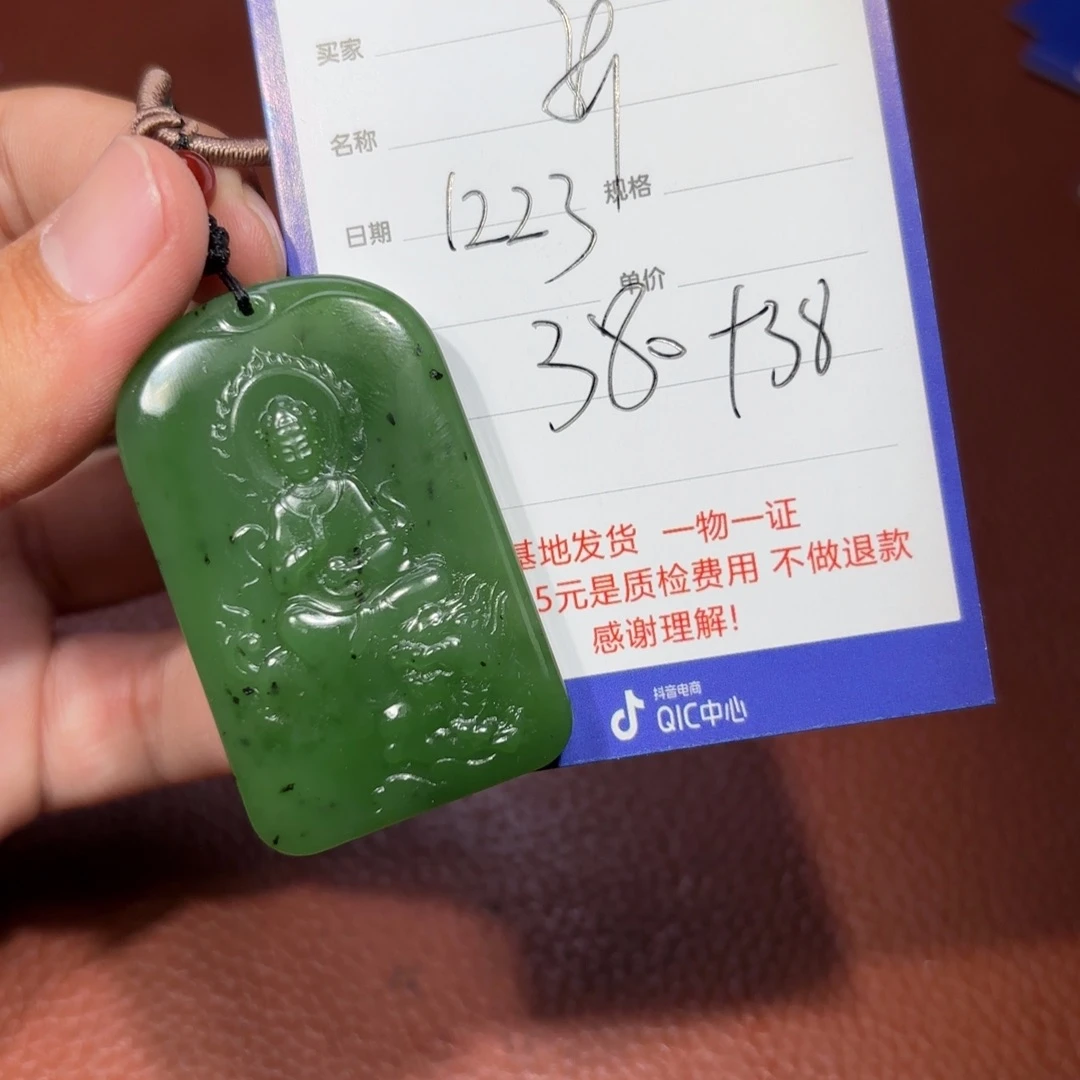 买家
名称
日期 1223 规格
单价
380 +38
基地发货 一物一证
5元是质检费用 不做退款
感谢理解!
抖音电商
QIC中心